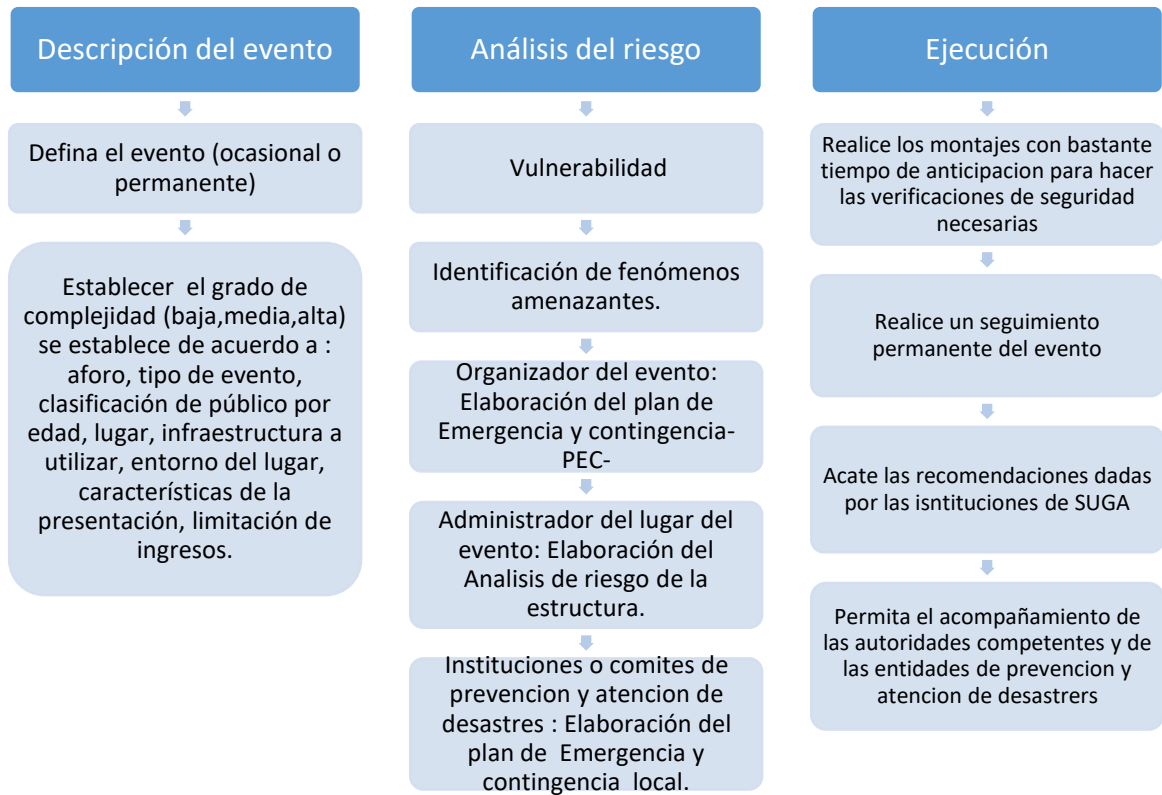 Descripción del evento
Defina el evento (ocasional o
permanente)
Establecer  el grado de
complejidad (baja,media,alta)
se establece de acuerdo a :
aforo, tipo de evento,
clasificación de público por
edad, lugar, infraestructura a
utilizar, entorno del lugar,
características de la
presentación, limitación de
ingresos.
Análisis del riesgo
Vulnerabilidad
Identificación de fenómenos
amenazantes.
Organizador del evento:
Elaboración del plan de
Emergencia y contingencia-
PEC-
Administrador del lugar del
evento: Elaboración del
Analisis de riesgo de la
estructura.
Instituciones o comites de
prevencion y atencion de
desastres : Elaboración del
plan de  Emergencia y
contingencia  local.
Ejecución
Realice los montajes con bastante
tiempo de anticipacion para hacer
las verificaciones de seguridad
necesarias
Realice un seguimiento
permanente del evento
Acate las recomendaciones dadas
por las isntituciones de SUGA
Permita el acompañamiento de
las autoridades competentes y de
las entidades de prevencion y
atencion de desastrers